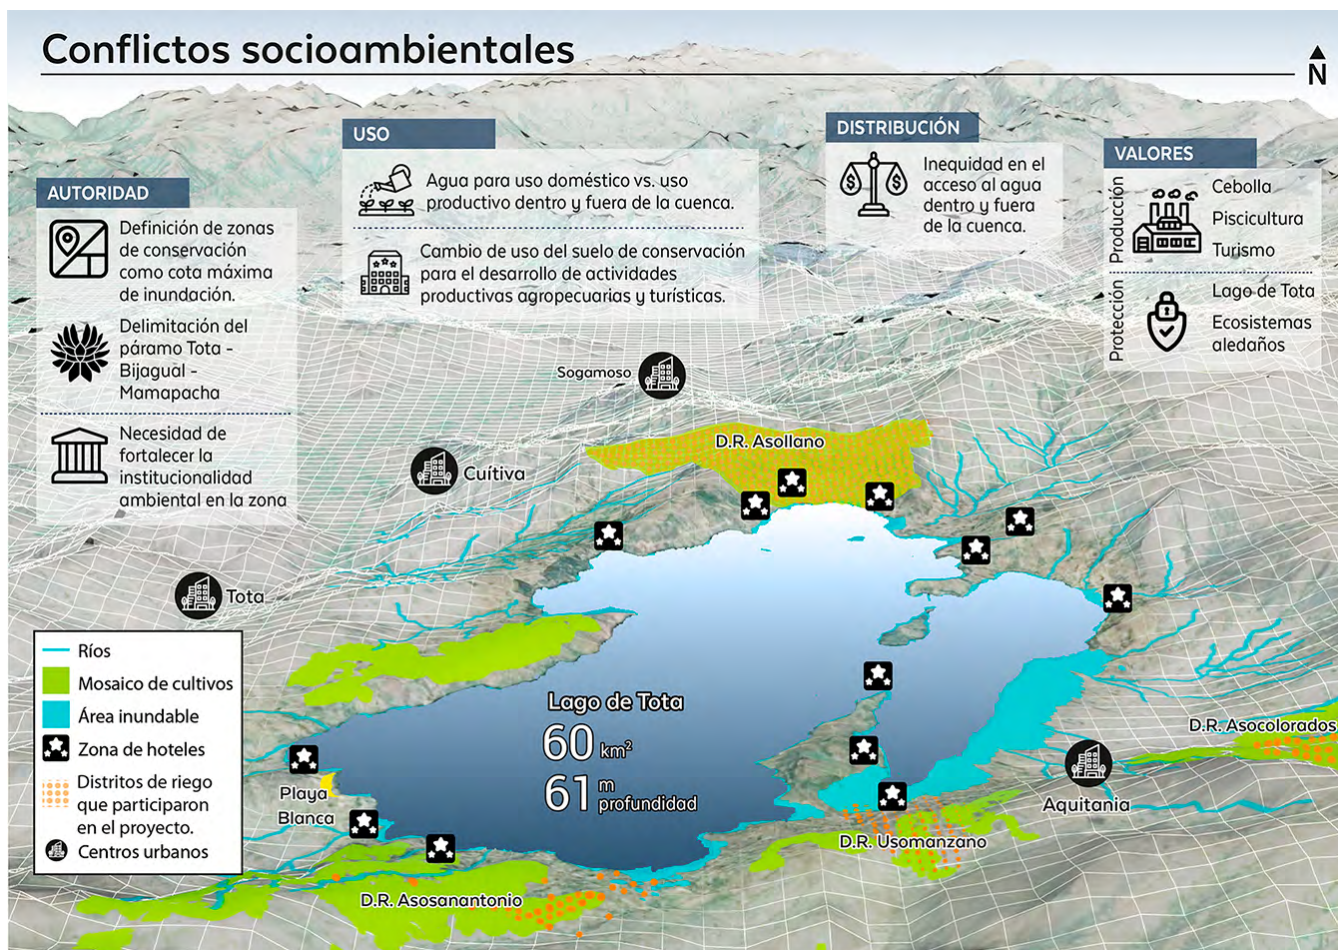 Conflictos socioambientales
N
AUTORIDAD
Definición de zonas
de conservación
como cota máxima
de inundación.
Delimitación del
páramo Tota -
Bijagual -
Mamapacha
Necesidad de
fortalecer la
institucionalidad
ambiental en la zona
USO
Agua para uso doméstico vs. uso
productivo dentro y fuera de la cuenca.
Cambio de uso del suelo de conservación
para el desarrollo de actividades
productivas agropecuarias y turísticas.
DISTRIBUCIÓN
Inequidad en el
acceso al agua
dentro y fuera
de la cuenca.
VALORES
Producción
Cebolla
Piscicultura
Turismo
Protección
Lago de Tota
Ecosistemas
aledaños
Sogamoso
D.R. Asollano
Cuítiva
Tota
Ríos
Mosaico de cultivos
Área inundable
Zona de hoteles
Distritos de riego
que participaron
en el proyecto.
Centros urbanos
Lago de Tota
60 km²
61 m
profundidad
Playa
Blanca
D.R. Asocolorados
Aquitania
D.R. Usomanzano
D.R. Asosanantonio